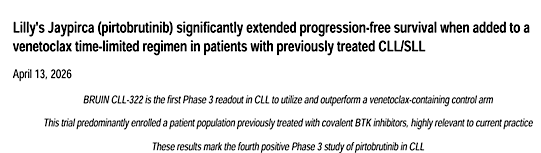 Lilly's Jaypirca (pirtobrutinib) significantly extended progression-free survival when added to a
venetoclax time-limited regimen in patients with previously treated CLL/SLL
April 13, 2026
BRUIN CLL-322 is the first Phase 3 readout in CLL to utilize and outperform a venetoclax-containing control arm
This trial predominantly enrolled a patient population previously treated with covalent BTK inhibitors, highly relevant to current practice
These results mark the fourth positive Phase 3 study of pirtobrutinib in CLL